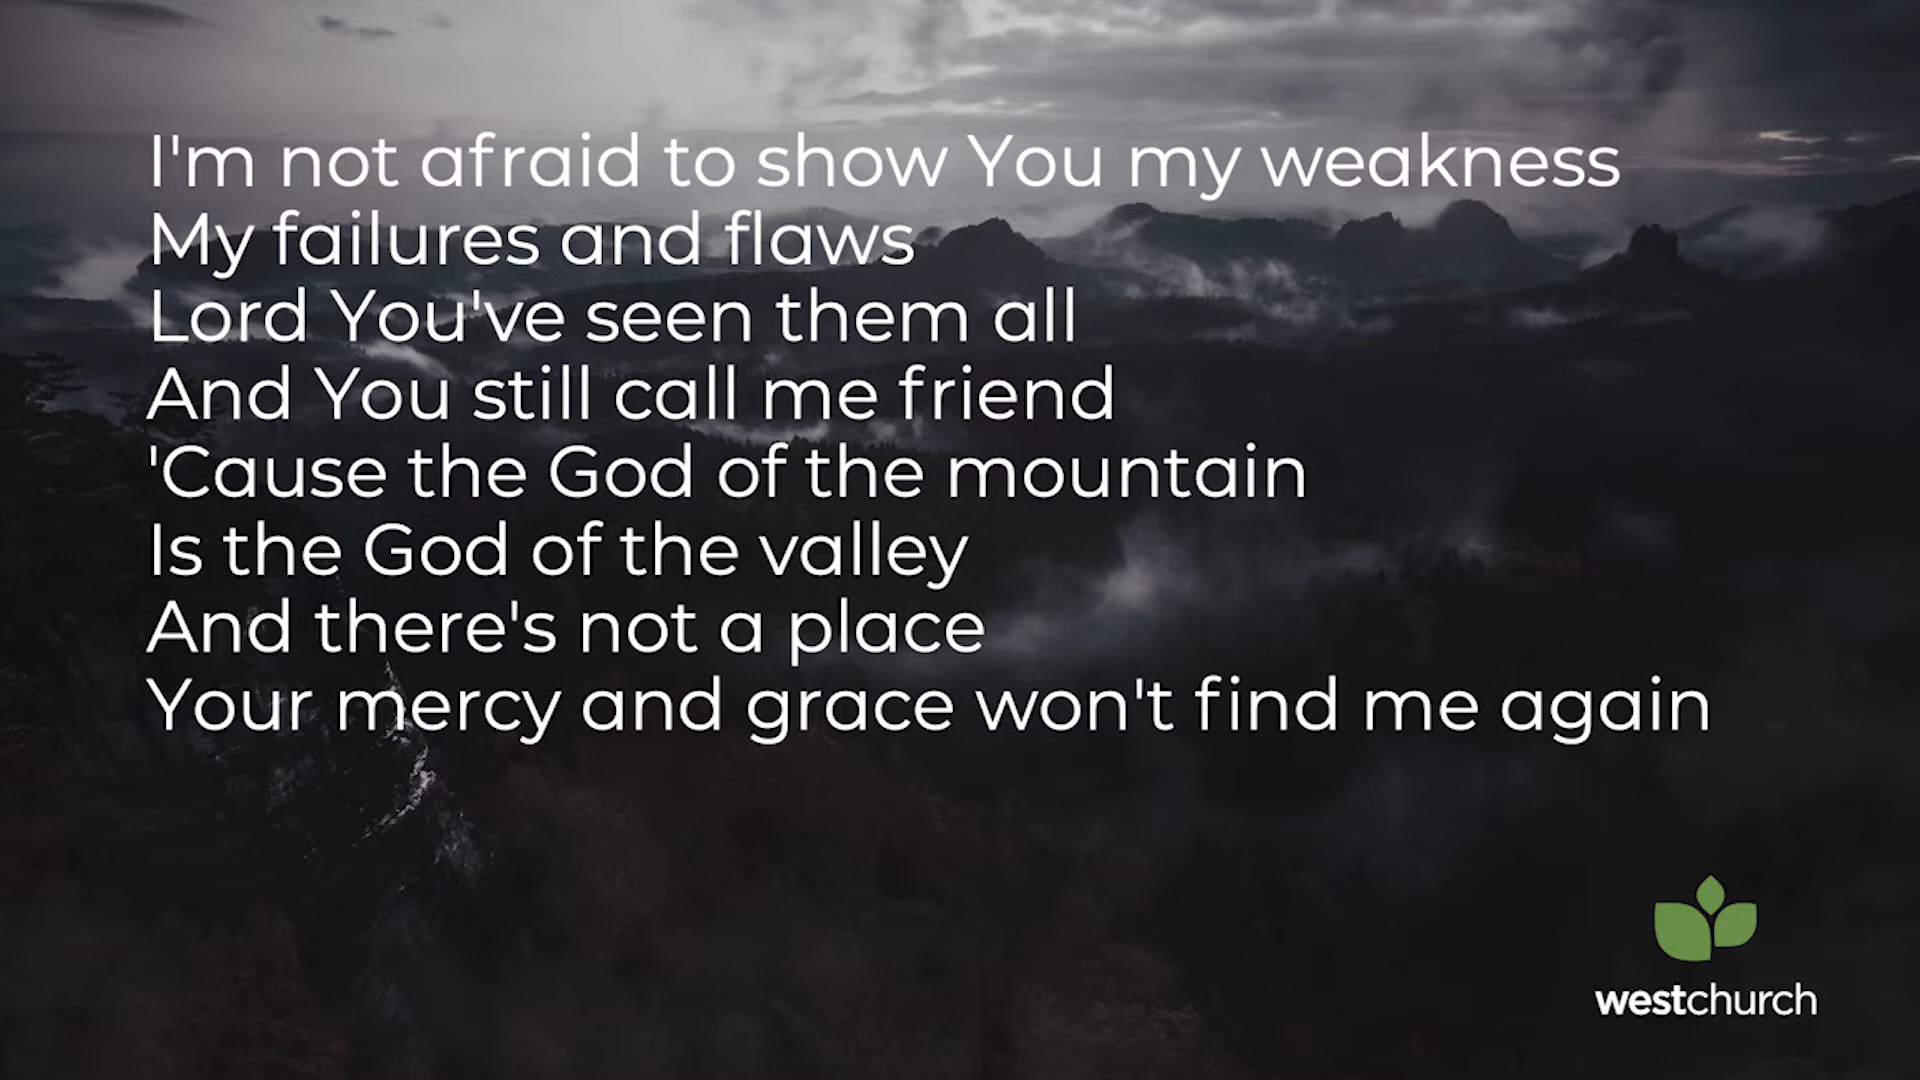 I'm not afraid to show You my weakness
My failures and flaws
Lord You've seen them all
And You still call me friend
'Cause the God of the mountain
Is the God of the valley
And there's not a place
Your mercy and grace won't find me again
westchurch